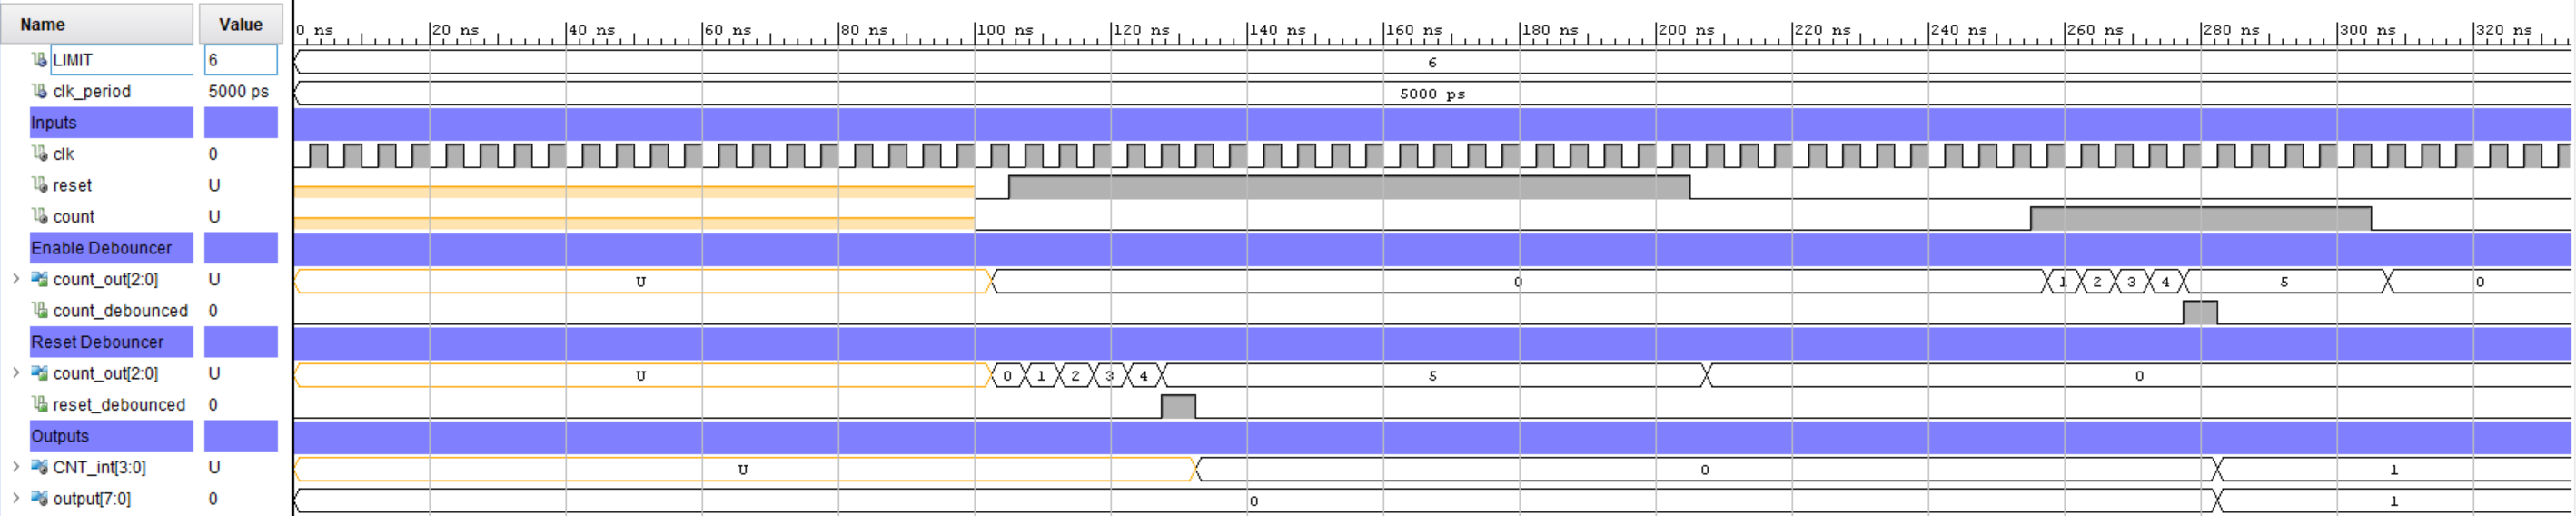 Name Value 0 ns 20 ns 40 ns 60 ns 80 ns 100 ns 120 ns 140 ns 160 ns 180 ns 200 ns 220 ns 240 ns 260 ns 280 ns 300 ns 320 ns
LIMIT 6 6
clk_period 5000 ps 5000 ps
Inputs
clk 0
reset U
count U
Enable Debouncer
count_out[2:0] U U 0 1 2 3 4 5 0
count_debounced 0
Reset Debouncer
count_out[2:0] U U 0 1 2 3 4 5 0
reset_debounced 0
Outputs
CNT_int[3:0] U U 0 1
output[7:0] 0 0 1